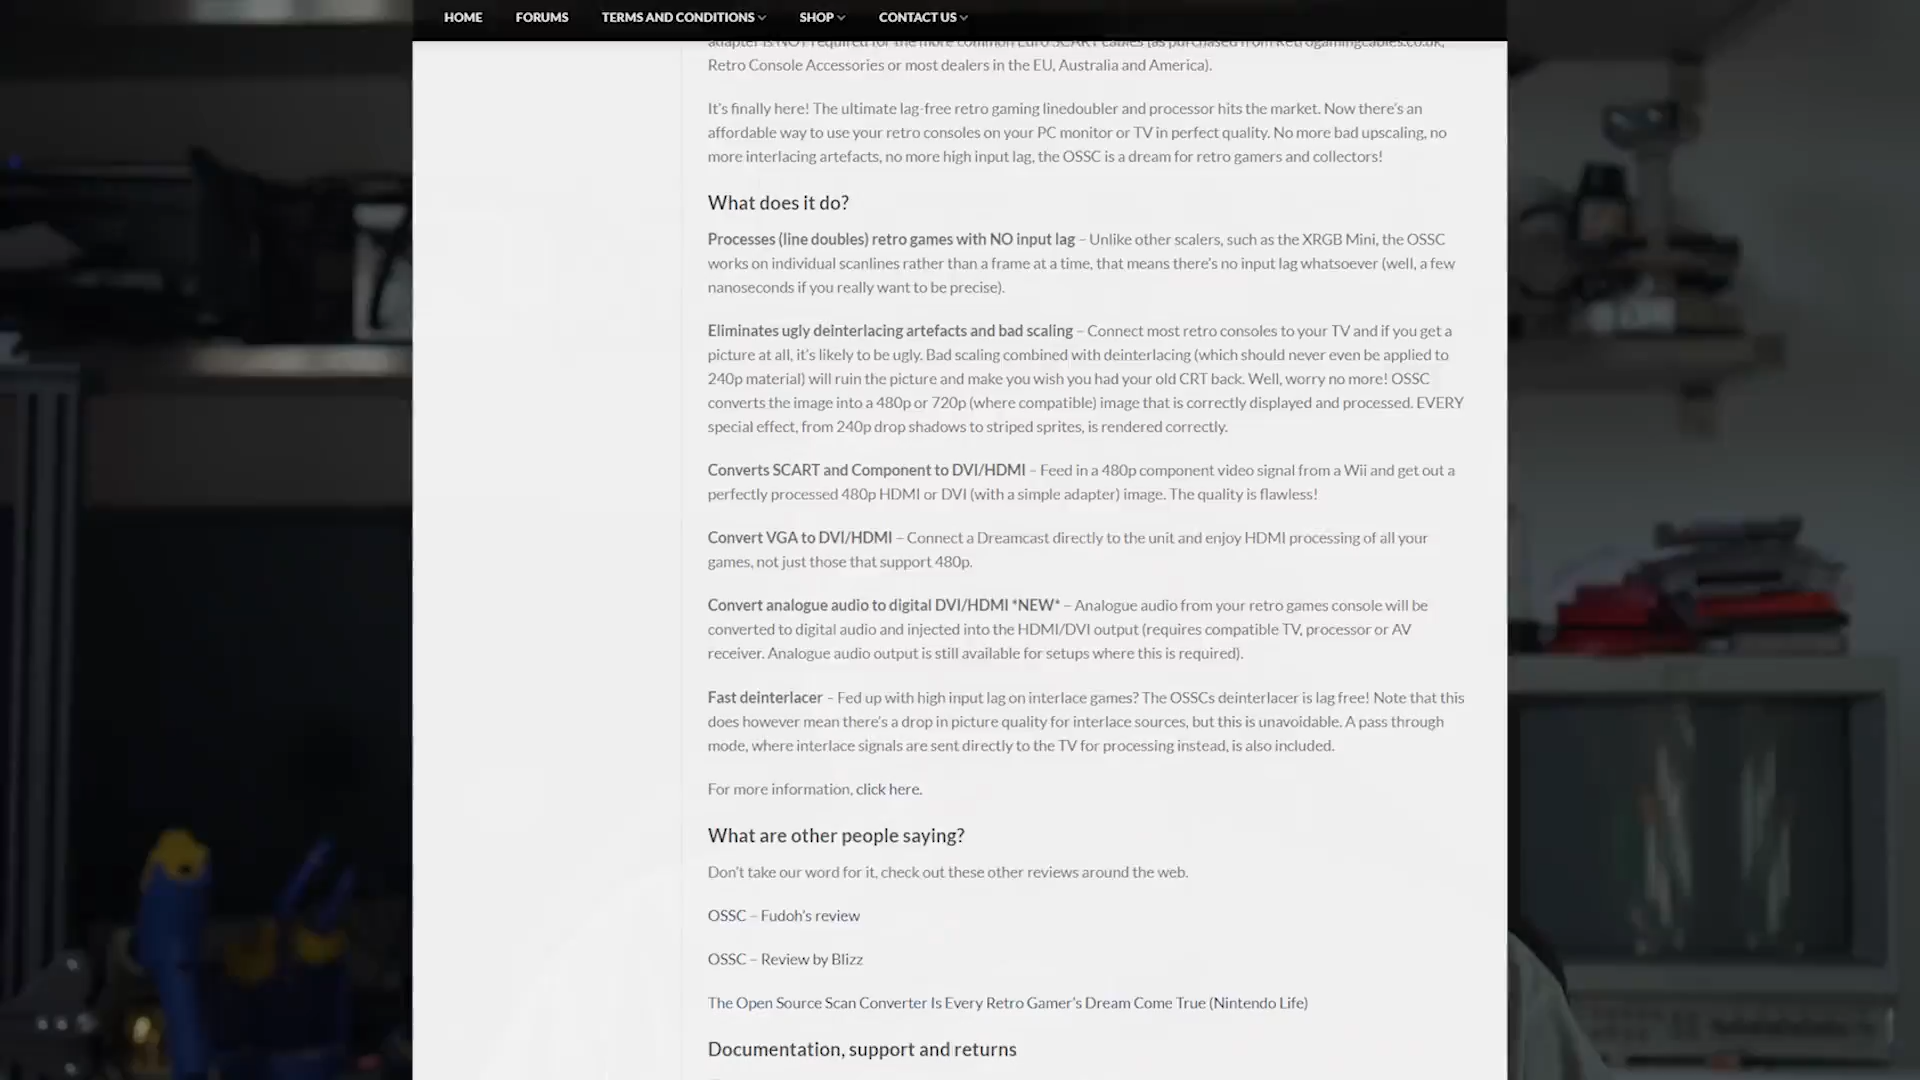 HOME FORUMS TERMS AND CONDITIONS SHOP CONTACT US
adapter is NOT required for the more common Euro SCART cables (as purchased from Retrogamingcables.co.uk,
Retro Console Accessories or most dealers in the EU, Australia and America).
It's finally here! The ultimate lag-free retro gaming linedoubler and processor hits the market. Now there's an
affordable way to use your retro consoles on your PC monitor or TV in perfect quality. No more bad upscaling, no
more interlacing artefacts, no more high input lag, the OSSC is a dream for retro gamers and collectors!
What does it do?
Processes (line doubles) retro games with NO input lag – Unlike other scalers, such as the XRGB Mini, the OSSC
works on individual scanlines rather than a frame at a time, that means there's no input lag whatsoever (well, a few
nanoseconds if you really want to be precise).
Eliminates ugly deinterlacing artefacts and bad scaling – Connect most retro consoles to your TV and if you get a
picture at all, it's likely to be ugly. Bad scaling combined with deinterlacing (which should never even be applied to
240p material) will ruin the picture and make you wish you had your old CRT back. Well, worry no more! OSSC
converts the image into a 480p or 720p (where compatible) image that is correctly displayed and processed. EVERY
special effect, from 240p drop shadows to striped sprites, is rendered correctly.
Converts SCART and Component to DVI/HDMI – Feed in a 480p component video signal from a Wii and get out a
perfectly processed 480p HDMI or DVI (with a simple adapter) image. The quality is flawless!
Convert VGA to DVI/HDMI – Connect a Dreamcast directly to the unit and enjoy HDMI processing of all your
games, not just those that support 480p.
Convert analogue audio to digital DVI/HDMI *NEW* – Analogue audio from your retro games console will be
converted to digital audio and injected into the HDMI/DVI output (requires compatible TV, processor or AV
receiver. Analogue audio output is still available for setups where this is required).
Fast deinterlacer – Fed up with high input lag on interlace games? The OSSCs deinterlacer is lag free! Note that this
does however mean there's a drop in picture quality for interlace sources, but this is unavoidable. A pass through
mode, where interlace signals are sent directly to the TV for processing instead, is also included.
For more information, click here.
What are other people saying?
Don't take our word for it, check out these other reviews around the web.
OSSC – Fudoh's review
OSSC – Review by Blizz
The Open Source Scan Converter Is Every Retro Gamer's Dream Come True (Nintendo Life)
Documentation, support and returns